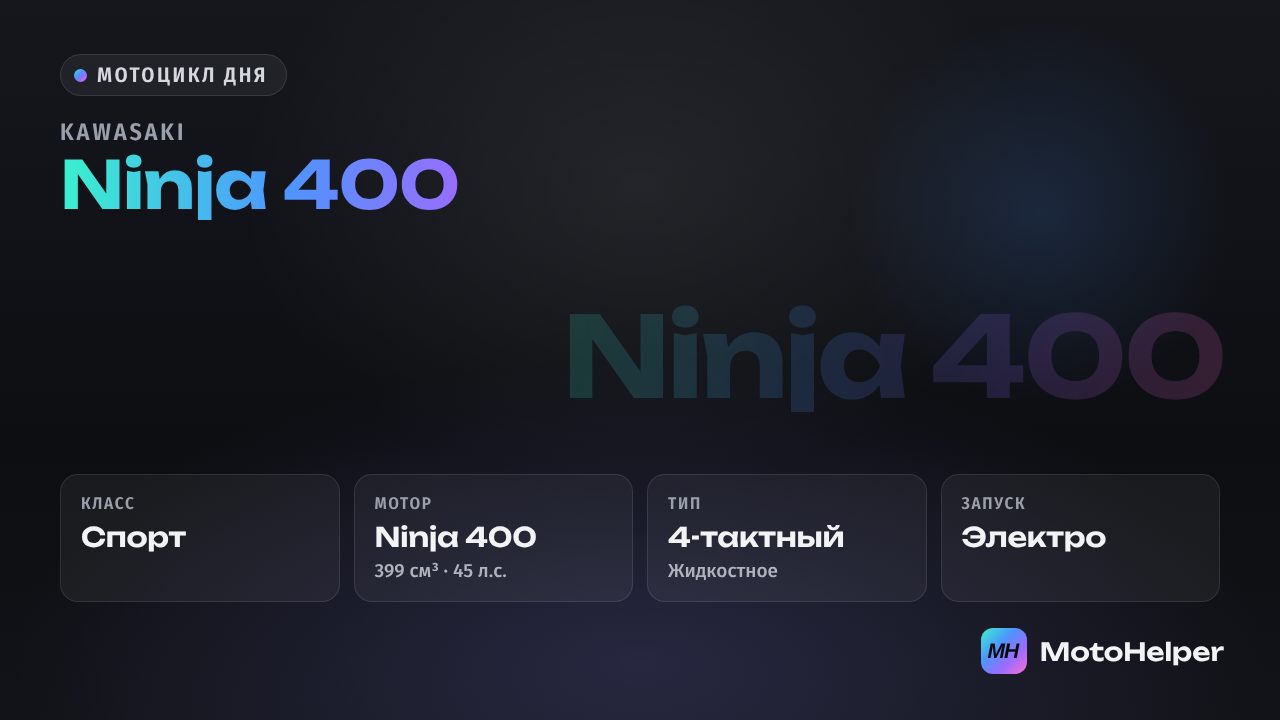 МОТОЦИКЛ ДНЯ
KAWASAKI
Ninja 400
Ninja 400
КЛАСС
Спорт
МОТОР
Ninja 400
399 см³ · 45 л.с.
ТИП
4-тактный
Жидкостное
ЗАПУСК
Электро
MH MotoHelper